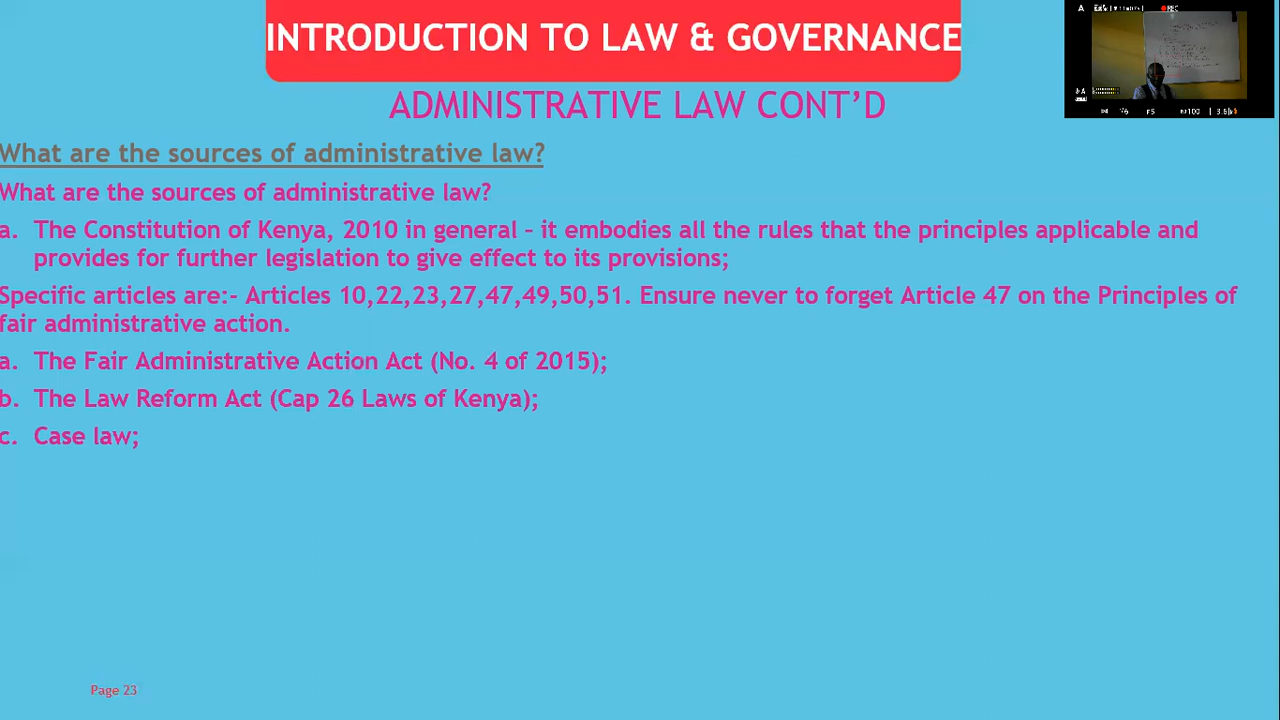 INTRODUCTION TO LAW & GOVERNANCE
ADMINISTRATIVE LAW CONT’D
What are the sources of administrative law?
What are the sources of administrative law?
a. The Constitution of Kenya, 2010 in general – it embodies all the rules that the principles applicable and
provides for further legislation to give effect to its provisions;
Specific articles are:- Articles 10,22,23,27,47,49,50,51. Ensure never to forget Article 47 on the Principles of
fair administrative action.
a. The Fair Administrative Action Act (No. 4 of 2015);
b. The Law Reform Act (Cap 26 Laws of Kenya);
c. Case law;
Page 23
A
REC